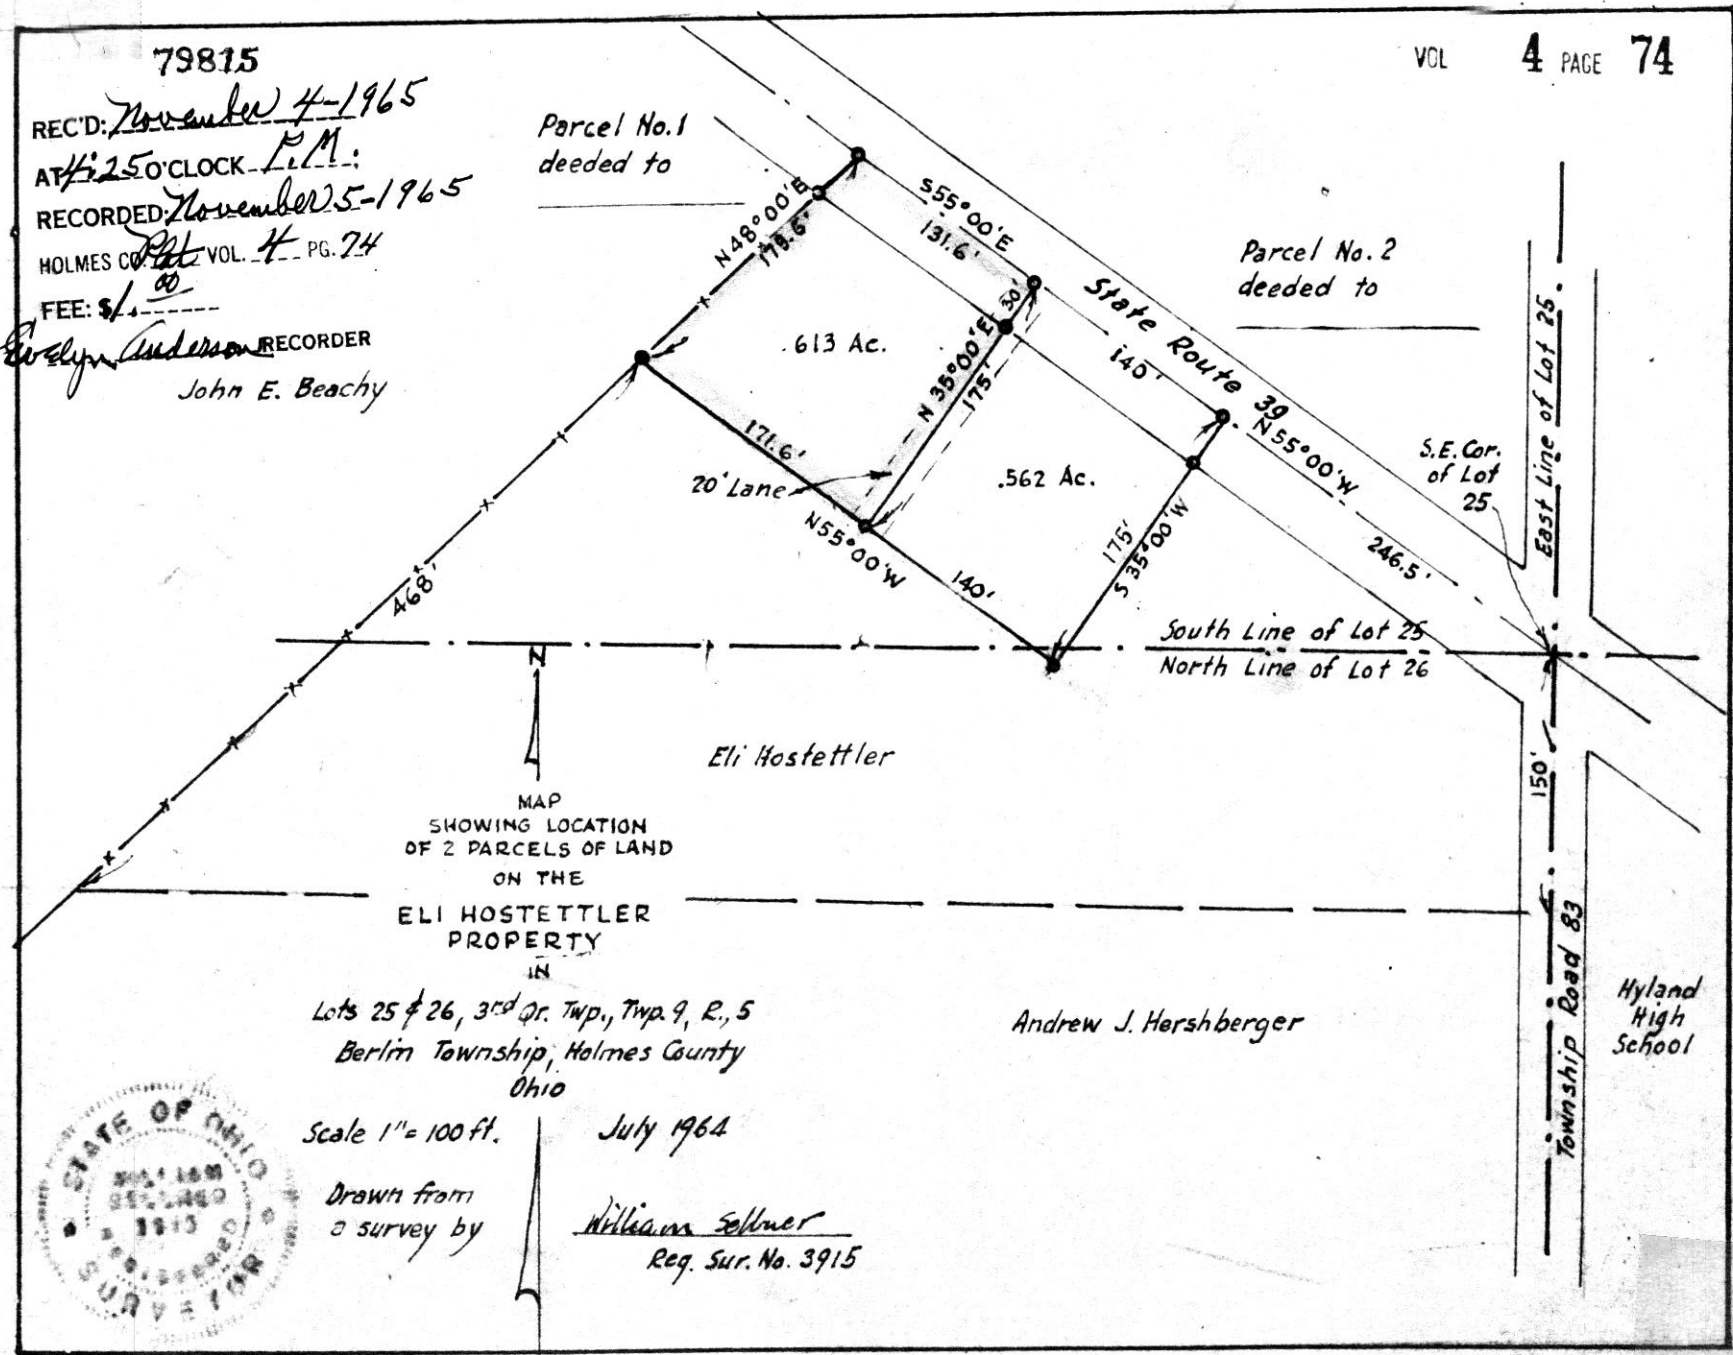 79815
VOL 4 PAGE 74
REC'D: November 4-1965
AT 4:25 O'CLOCK P.M.
RECORDED: November 5-1965
HOLMES CO. Plat VOL. 4 PG. 74
FEE: $1.00
Evelyn Anderson RECORDER
John E. Beachy
Parcel No.1
deeded to
Parcel No. 2
deeded to
N 48°00'E
179.6'
S55°00'E
131.6'
30'
State Route 39
140'
.613 Ac.
N 35°00'E
175'
171.6'
20' Lane
N55°00'W
140'
.562 Ac.
175'
S 35°00'W
N55°00'W
246.5'
S.E. Cor.
of Lot
25
East Line of Lot 25
468'
South Line of Lot 25
North Line of Lot 26
150'
N
Eli Hostettler
MAP
SHOWING LOCATION
OF 2 PARCELS OF LAND
ON THE
ELI HOSTETTLER
PROPERTY
IN
Lots 25 & 26, 3rd Qr. Twp., Twp. 9, R., 5
Berlin Township, Holmes County
Ohio
Scale 1"= 100 ft.
July 1964
Drawn from
a survey by
William Sellner
Reg. Sur. No. 3915
Andrew J. Hershberger
Township Road 83
Hyland
High
School
STATE OF OHIO